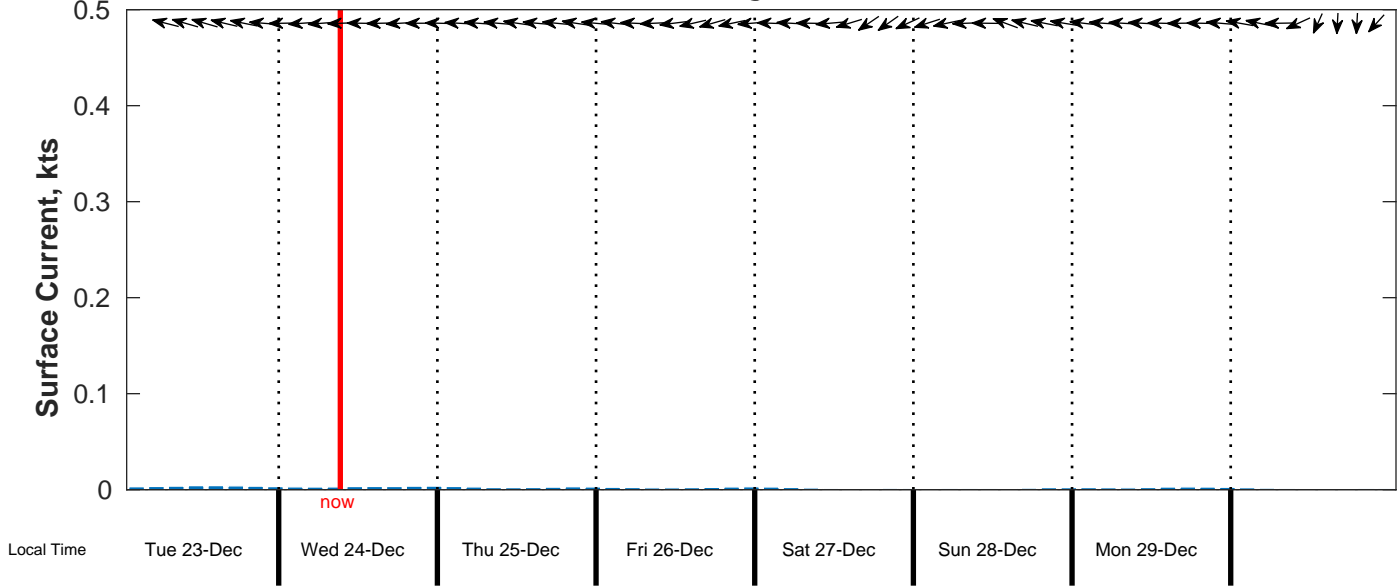 0.5
0.4
0.3
0.2
0.1
0
Surface Current, kts
now
Local Time
Tue 23-Dec
Wed 24-Dec
Thu 25-Dec
Fri 26-Dec
Sat 27-Dec
Sun 28-Dec
Mon 29-Dec